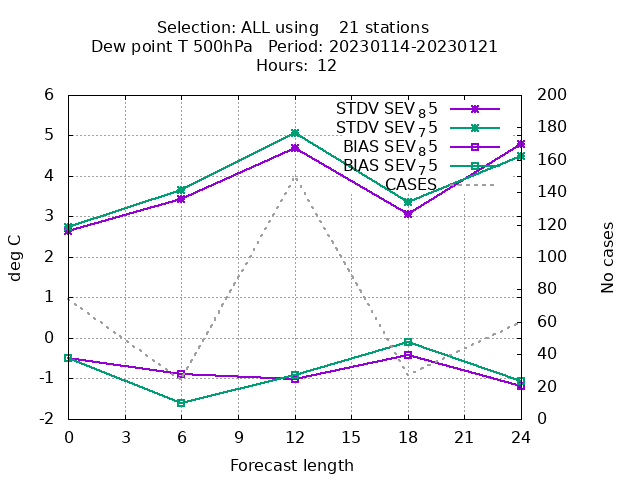 Selection: ALL using    21 stations
Dew point T 500hPa   Period: 20230114-20230121
Hours: 12
STDV SEV₈5
STDV SEV₇5
BIAS SEV₈5
BIAS SEV₇5
CASES
deg C
6
5
4
3
2
1
0
-1
-2
200
180
160
140
120
100
80
60
40
20
0
No cases
0 3 6 9 12 15 18 21 24
Forecast length